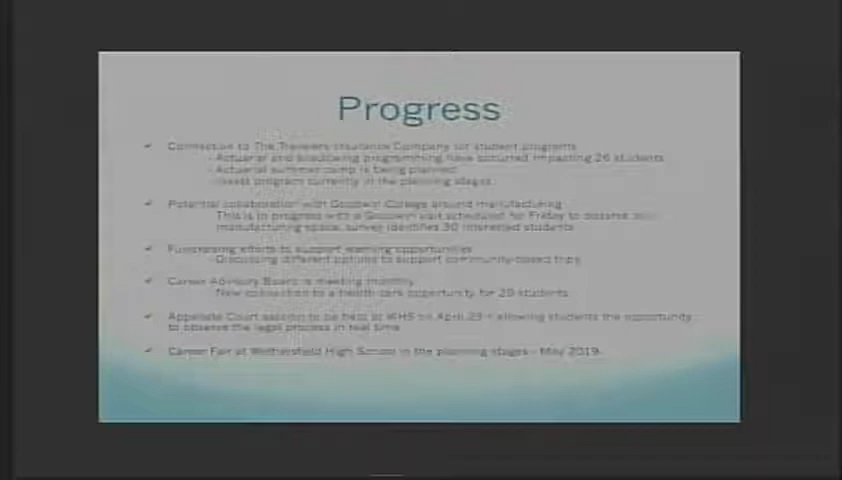 Progress
✓ Connection to The Travelers Insurance Company for student programs
- Actuarial and shadowing programming have occurred impacting 26 students
- Actuarial summer camp is being planned
- program currently in the planning stages
✓ Potential collaboration with Goodwin College around manufacturing
This is in progress with a Goodwin visit scheduled for Friday to
manufacturing space, survey identifies 30 interested students
✓ Fundraising efforts to support learning opportunities
- Discussing different options to support community-based trips
✓ Career Advisory Board is meeting monthly
New connection to a health care opportunity for 20 students
✓ Appellate Court session to be held at WHS on April 23 - allowing students the opportunity
to observe the legal process in real time
✓ Career Fair at Wethersfield High School in the planning stages - May 2019